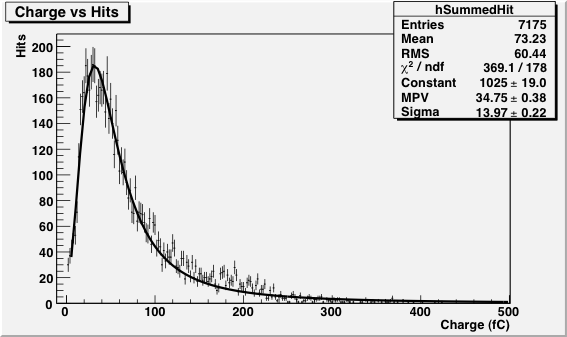 Charge vs Hits
hSummedHit
Entries 7175
Mean 73.23
RMS 60.44
χ² / ndf 369.1 / 178
Constant 1025 ± 19.0
MPV 34.75 ± 0.38
Sigma 13.97 ± 0.22
Hits
200
180
160
140
120
100
80
60
40
20
0
0 100 200 300 400 500
Charge (fC)